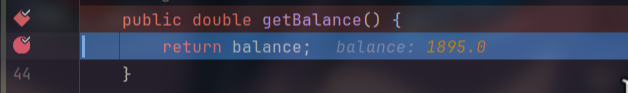 public double getBalance() {
return balance;   balance: 1895.0
44 }